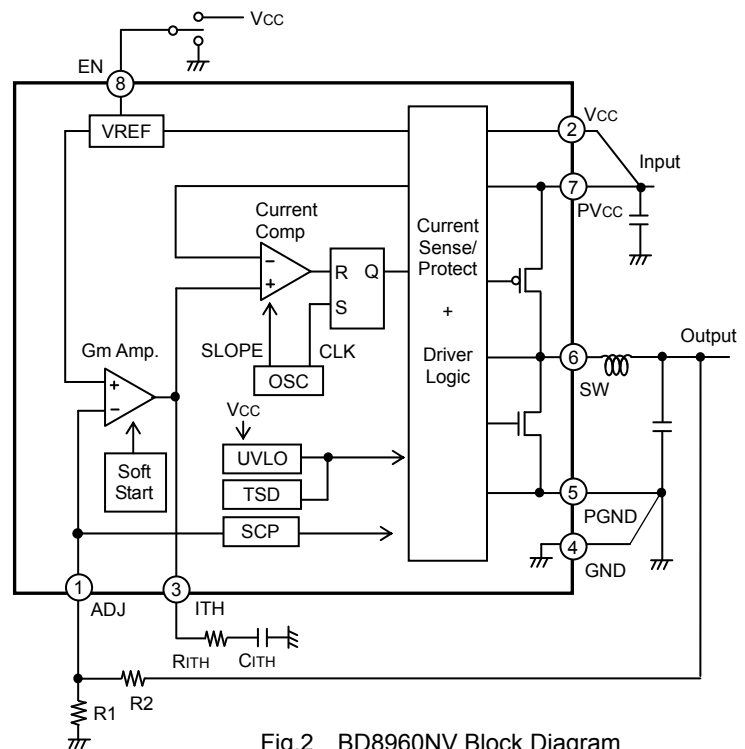 VCC
EN
8
VREF
2
VCC
Input
7
PVCC
Current
Comp
Current
Sense/
Protect
+
Driver
Logic
−
+
R
Q
S
SLOPE
CLK
OSC
Gm Amp.
+
−
Output
6
SW
VCC
UVLO
TSD
SCP
Soft
Start
5
PGND
4
GND
1
ADJ
3
ITH
RITH
CITH
R2
R1
Fig.2 BD8960NV Block Diagram